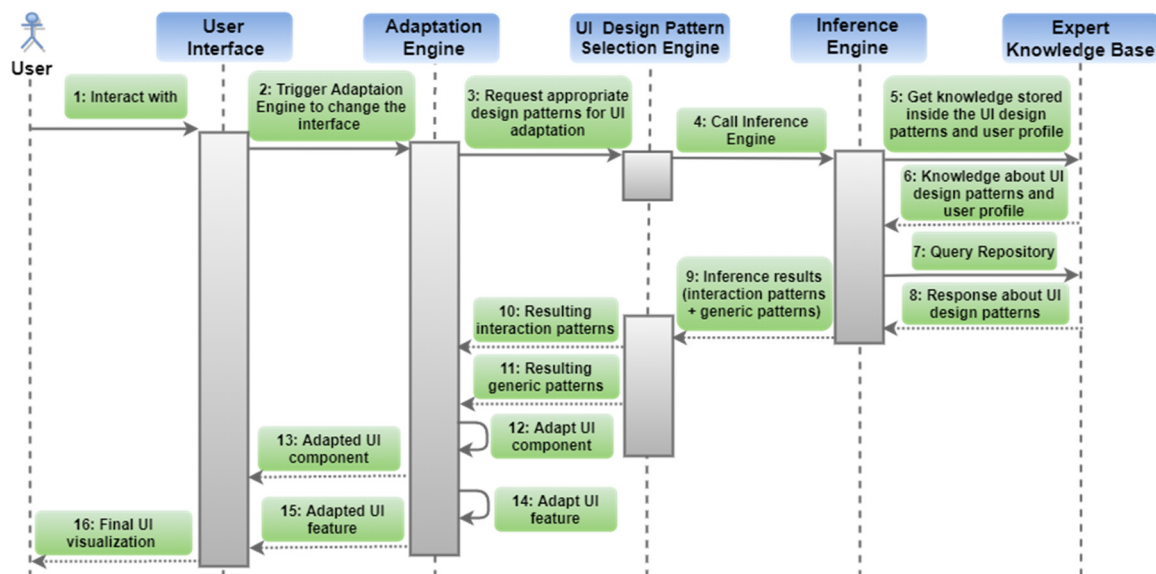 User
User
Interface
Adaptation
Engine
UI Design Pattern
Selection Engine
Inference
Engine
Expert
Knowledge Base
1: Interact with
2: Trigger Adaptaion
Engine to change the
interface
3: Request appropriate
design patterns for UI
adaptation
4: Call Inference
Engine
5: Get knowledge stored
inside the UI design
patterns and user profile
6: Knowledge about UI
design patterns and
user profile
7: Query Repository
8: Response about UI
design patterns
9: Inference results
(interaction patterns
+ generic patterns)
10: Resulting
interaction patterns
11: Resulting
generic patterns
12: Adapt UI
component
13: Adapted UI
component
14: Adapt UI
feature
15: Adapted UI
feature
16: Final UI
visualization